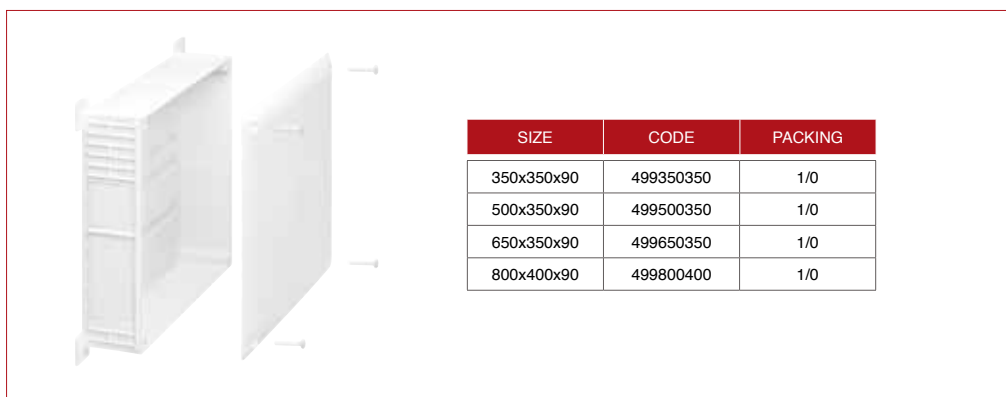 SIZE CODE PACKING
350x350x90 499350350 1/0
500x350x90 499500350 1/0
650x350x90 499650350 1/0
800x400x90 499800400 1/0